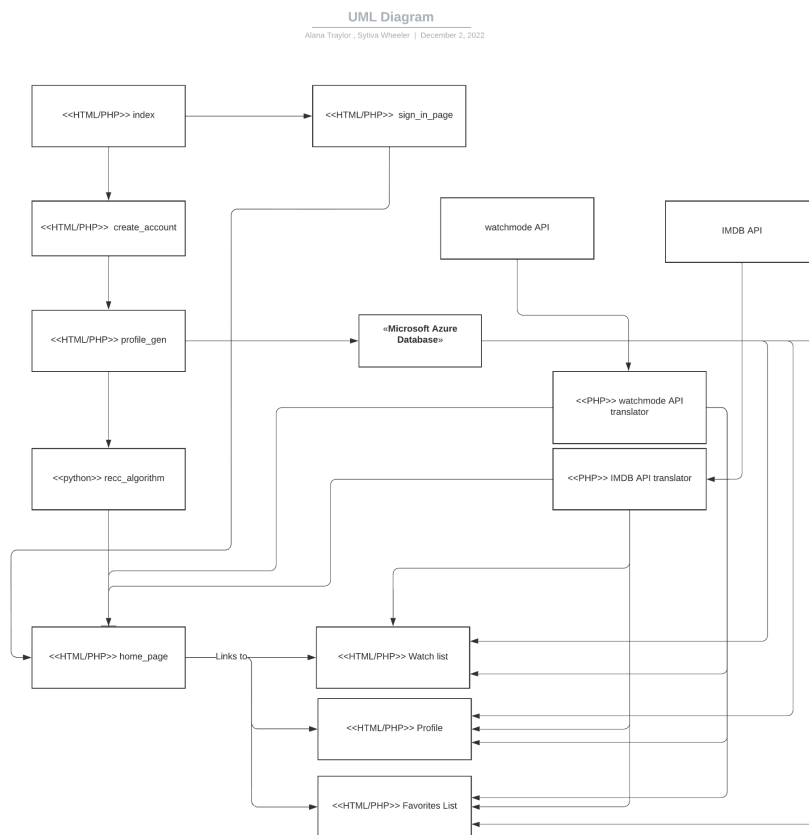 UML Diagram
Alana Traylor , Sytiva Wheeler | December 2, 2022
<<HTML/PHP>> index
<<HTML/PHP>> sign_in_page
<<HTML/PHP>> create_account
watchmode API
IMDB API
<<HTML/PHP>> profile_gen
«Microsoft Azure
Database»
<<PHP>> watchmode API
translator
<<python>> recc_algorithm
<<PHP>> IMDB API translator
<<HTML/PHP>> home_page
Links to
<<HTML/PHP>> Watch list
<<HTML/PHP>> Profile
<<HTML/PHP>> Favorites List